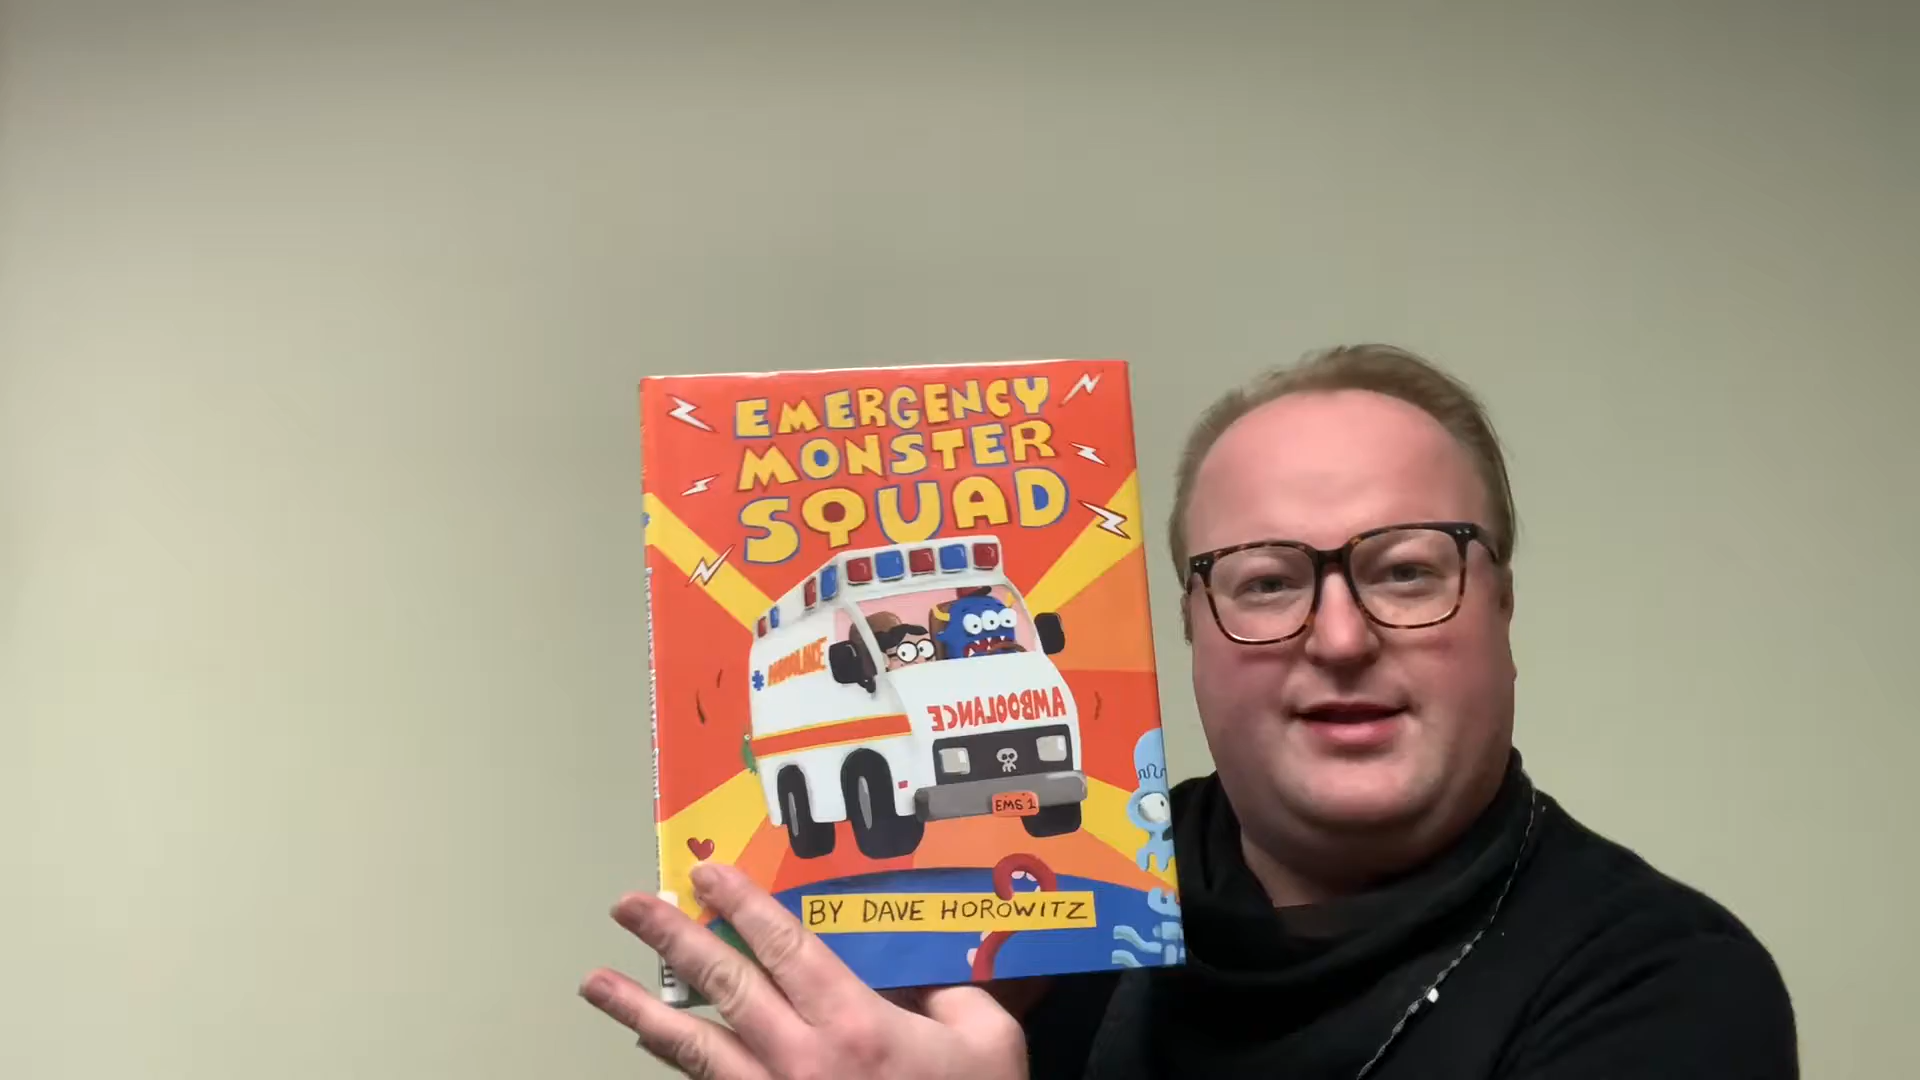 EMERGENCY
MONSTER
SQUAD
AMBOOLANCE
AMBOOLANCE
EMS 1
BY DAVE HOROWITZ